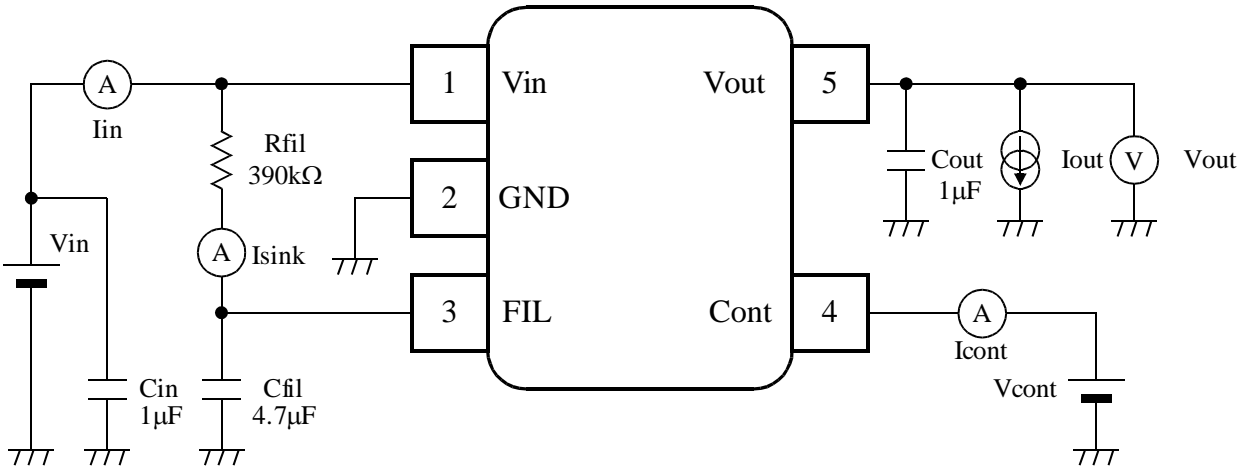 A
Iin
Vin
Cin
1μF
Rfil
390kΩ
A
Isink
Cfil
4.7μF
1
Vin
2
GND
3
FIL
Vout
5
Cont
4
Cout
1μF
Iout
V
Vout
A
Icont
Vcont